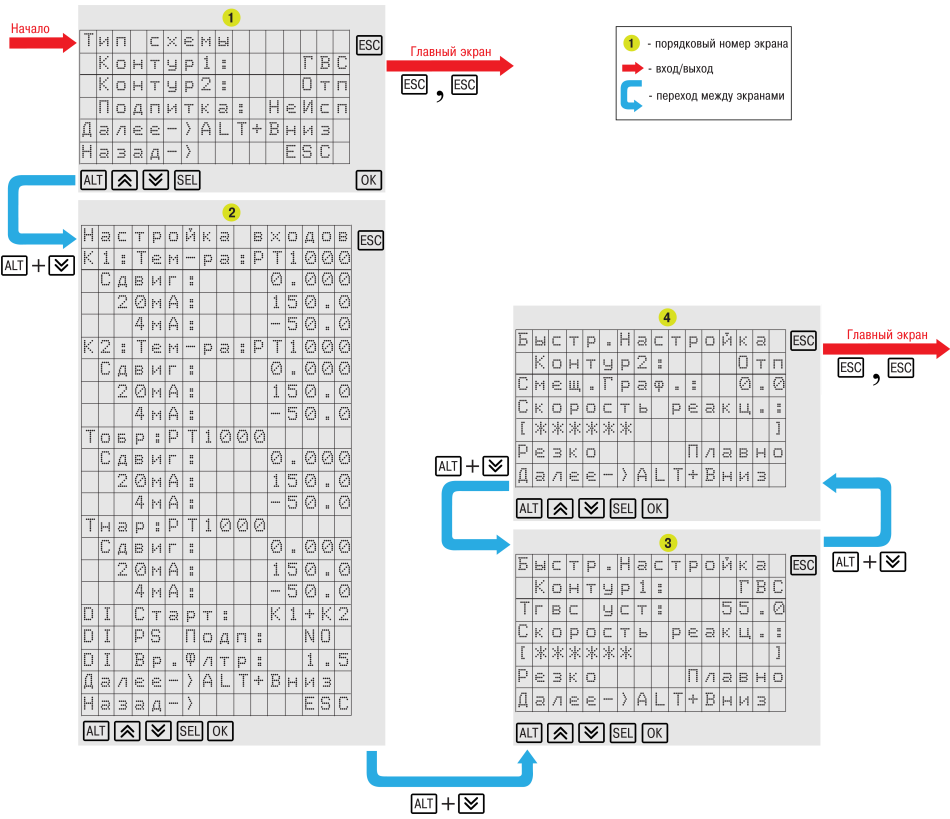 Начало
1
Тип схемы
Контур1: ГВС
Контур2: Отп
Подпитка: НеИсп
Далее->ALT+Вниз
Назад-> ESC
ESC
ALT SEL OK
Главный экран
ESC , ESC
1 - порядковый номер экрана
- вход/выход
- переход между экранами
ALT +
2
Настройка входов
К1:Тем-ра:PT1000
Сдвиг: 0.000
20мА: 150.0
4мА: -50.0
К2:Тем-ра:PT1000
Сдвиг: 0.000
20мА: 150.0
4мА: -50.0
Тобр:PT1000
Сдвиг: 0.000
20мА: 150.0
4мА: -50.0
Тнар:PT1000
Сдвиг: 0.000
20мА: 150.0
4мА: -50.0
DI Старт: К1+К2
DI PS Подп: NO
DI Вр.Флтр: 1.5
Далее->ALT+Вниз
Назад-> ESC
ESC
ALT SEL OK
ALT +
4
Быстр.Настройка
Контур2: Отп
Смещ.Граф.: 0.0
Скорость реакц.:
[****** ]
Резко Плавно
Далее->ALT+Вниз
ESC
ALT SEL OK
Главный экран
ESC , ESC
ALT +
3
Быстр.Настройка
Контур1: ГВС
Тгвс уст: 55.0
Скорость реакц.:
[****** ]
Резко Плавно
Далее->ALT+Вниз
ESC
ALT SEL OK
ALT +